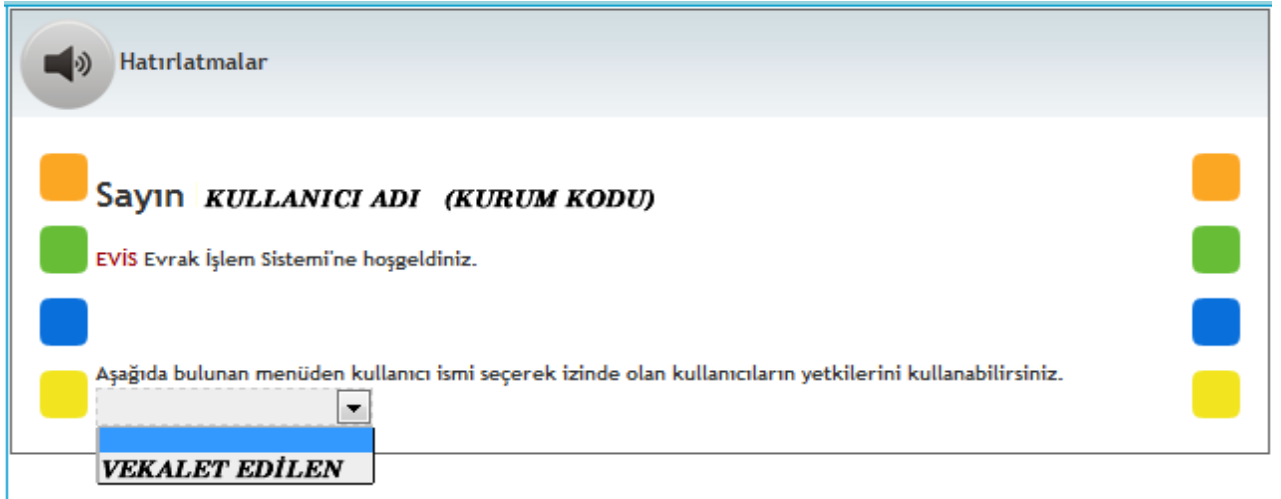 Hatırlatmalar
Sayın KULLANICI ADI (KURUM KODU)
EVİS Evrak İşlem Sistemi'ne hoşgeldiniz.
Aşağıda bulunan menüden kullanıcı ismi seçerek izinde olan kullanıcıların yetkilerini kullanabilirsiniz.
VEKALET EDİLEN